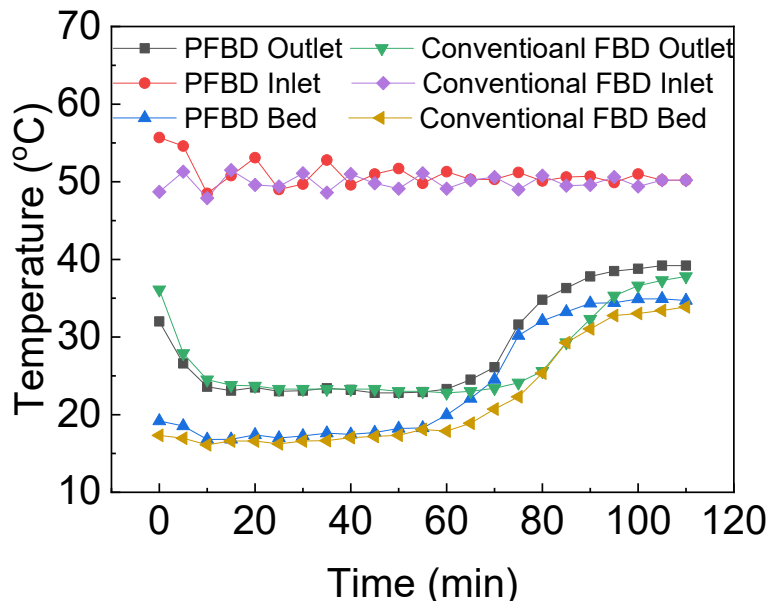 70
PFBD Outlet Conventioanl FBD Outlet
60
PFBD Inlet Conventional FBD Inlet
PFBD Bed Conventional FBD Bed
50
40
30
20
10
0 20 40 60 80 100 120
Temperature (°C)
Time (min)